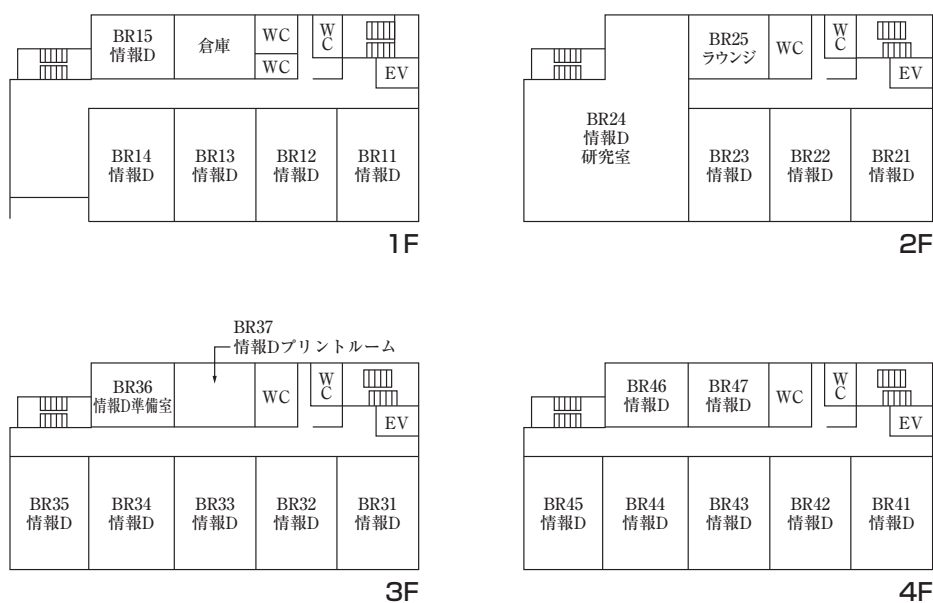 BR15
情報D
倉庫
WC
WC
W
C
EV
BR14
情報D
BR13
情報D
BR12
情報D
BR11
情報D
1F
BR25
ラウンジ
WC
W
C
EV
BR24
情報D
研究室
BR23
情報D
BR22
情報D
BR21
情報D
2F
BR37
情報Dプリントルーム
BR36
情報D準備室
WC
W
C
EV
BR35
情報D
BR34
情報D
BR33
情報D
BR32
情報D
BR31
情報D
3F
BR46
情報D
BR47
情報D
WC
W
C
EV
BR45
情報D
BR44
情報D
BR43
情報D
BR42
情報D
BR41
情報D
4F